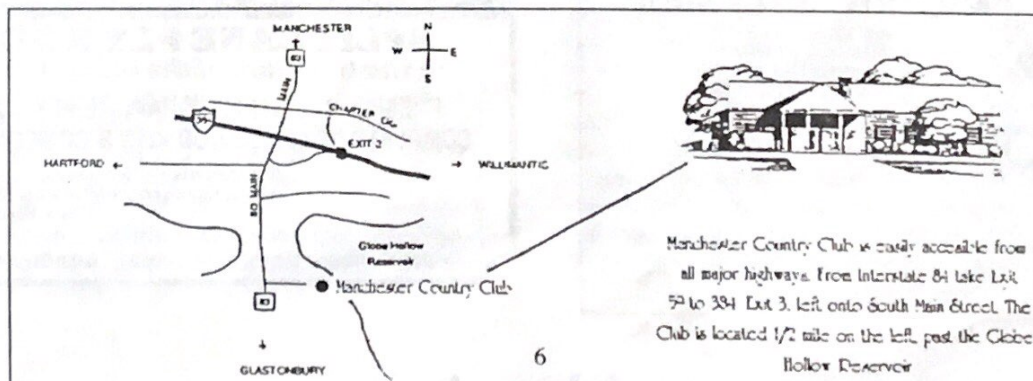 MANCHESTER
N
W E
S
83
MAIN
CHARTER OAK
EXIT 3
HARTFORD
WILLIMANTIC
SO MAIN
Globe Hollow
Reservoir
Manchester Country Club
83
GLASTONBURY
6
Manchester Country Club is easily accessible from
all major highways. From Interstate 84 take Exit
59 to 384 Exit 3, left onto South Main Street. The
Club is located 1/2 mile on the left, past the Globe
Hollow Reservoir